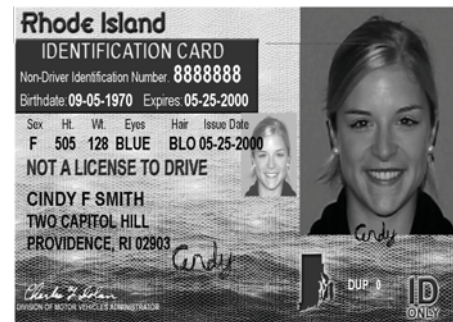 Rhode Island
IDENTIFICATION CARD
Non-Driver Identification Number. 8888888
Birthdate: 09-05-1970 Expires: 05-25-2000
Sex Ht. Wt. Eyes Hair Issue Date
F 505 128 BLUE BLO 05-25-2000
NOT A LICENSE TO DRIVE
CINDY F SMITH
TWO CAPITOL HILL
PROVIDENCE, RI 02903
Cindy
Cindy
DUP 0
ID
ONLY
DIVISION OF MOTOR VEHICLES ADMINISTRATOR